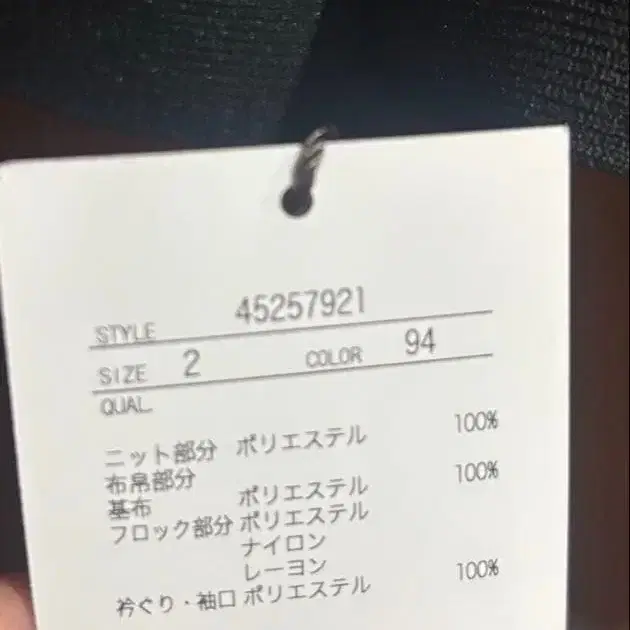 STYLE 45257921
SIZE 2 COLOR 94
QUAL.
ニット部分 ポリエステル 100%
布帛部分
基布 ポリエステル 100%
フロック部分 ポリエステル
ナイロン
レーヨン
衿ぐり・袖口 ポリエステル 100%